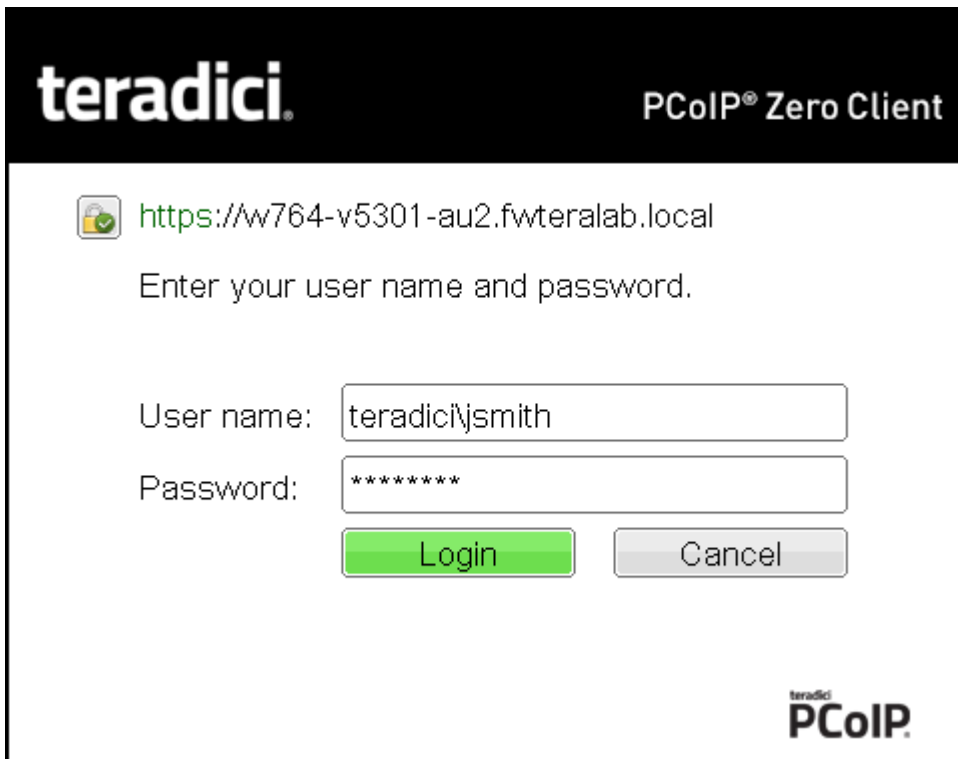 teradici.
PCoIP® Zero Client
https://w764-v5301-au2.fwteralab.local
Enter your user name and password.
User name: teradici\jsmith
Password: ********
Login Cancel
teradici
PCoIP.